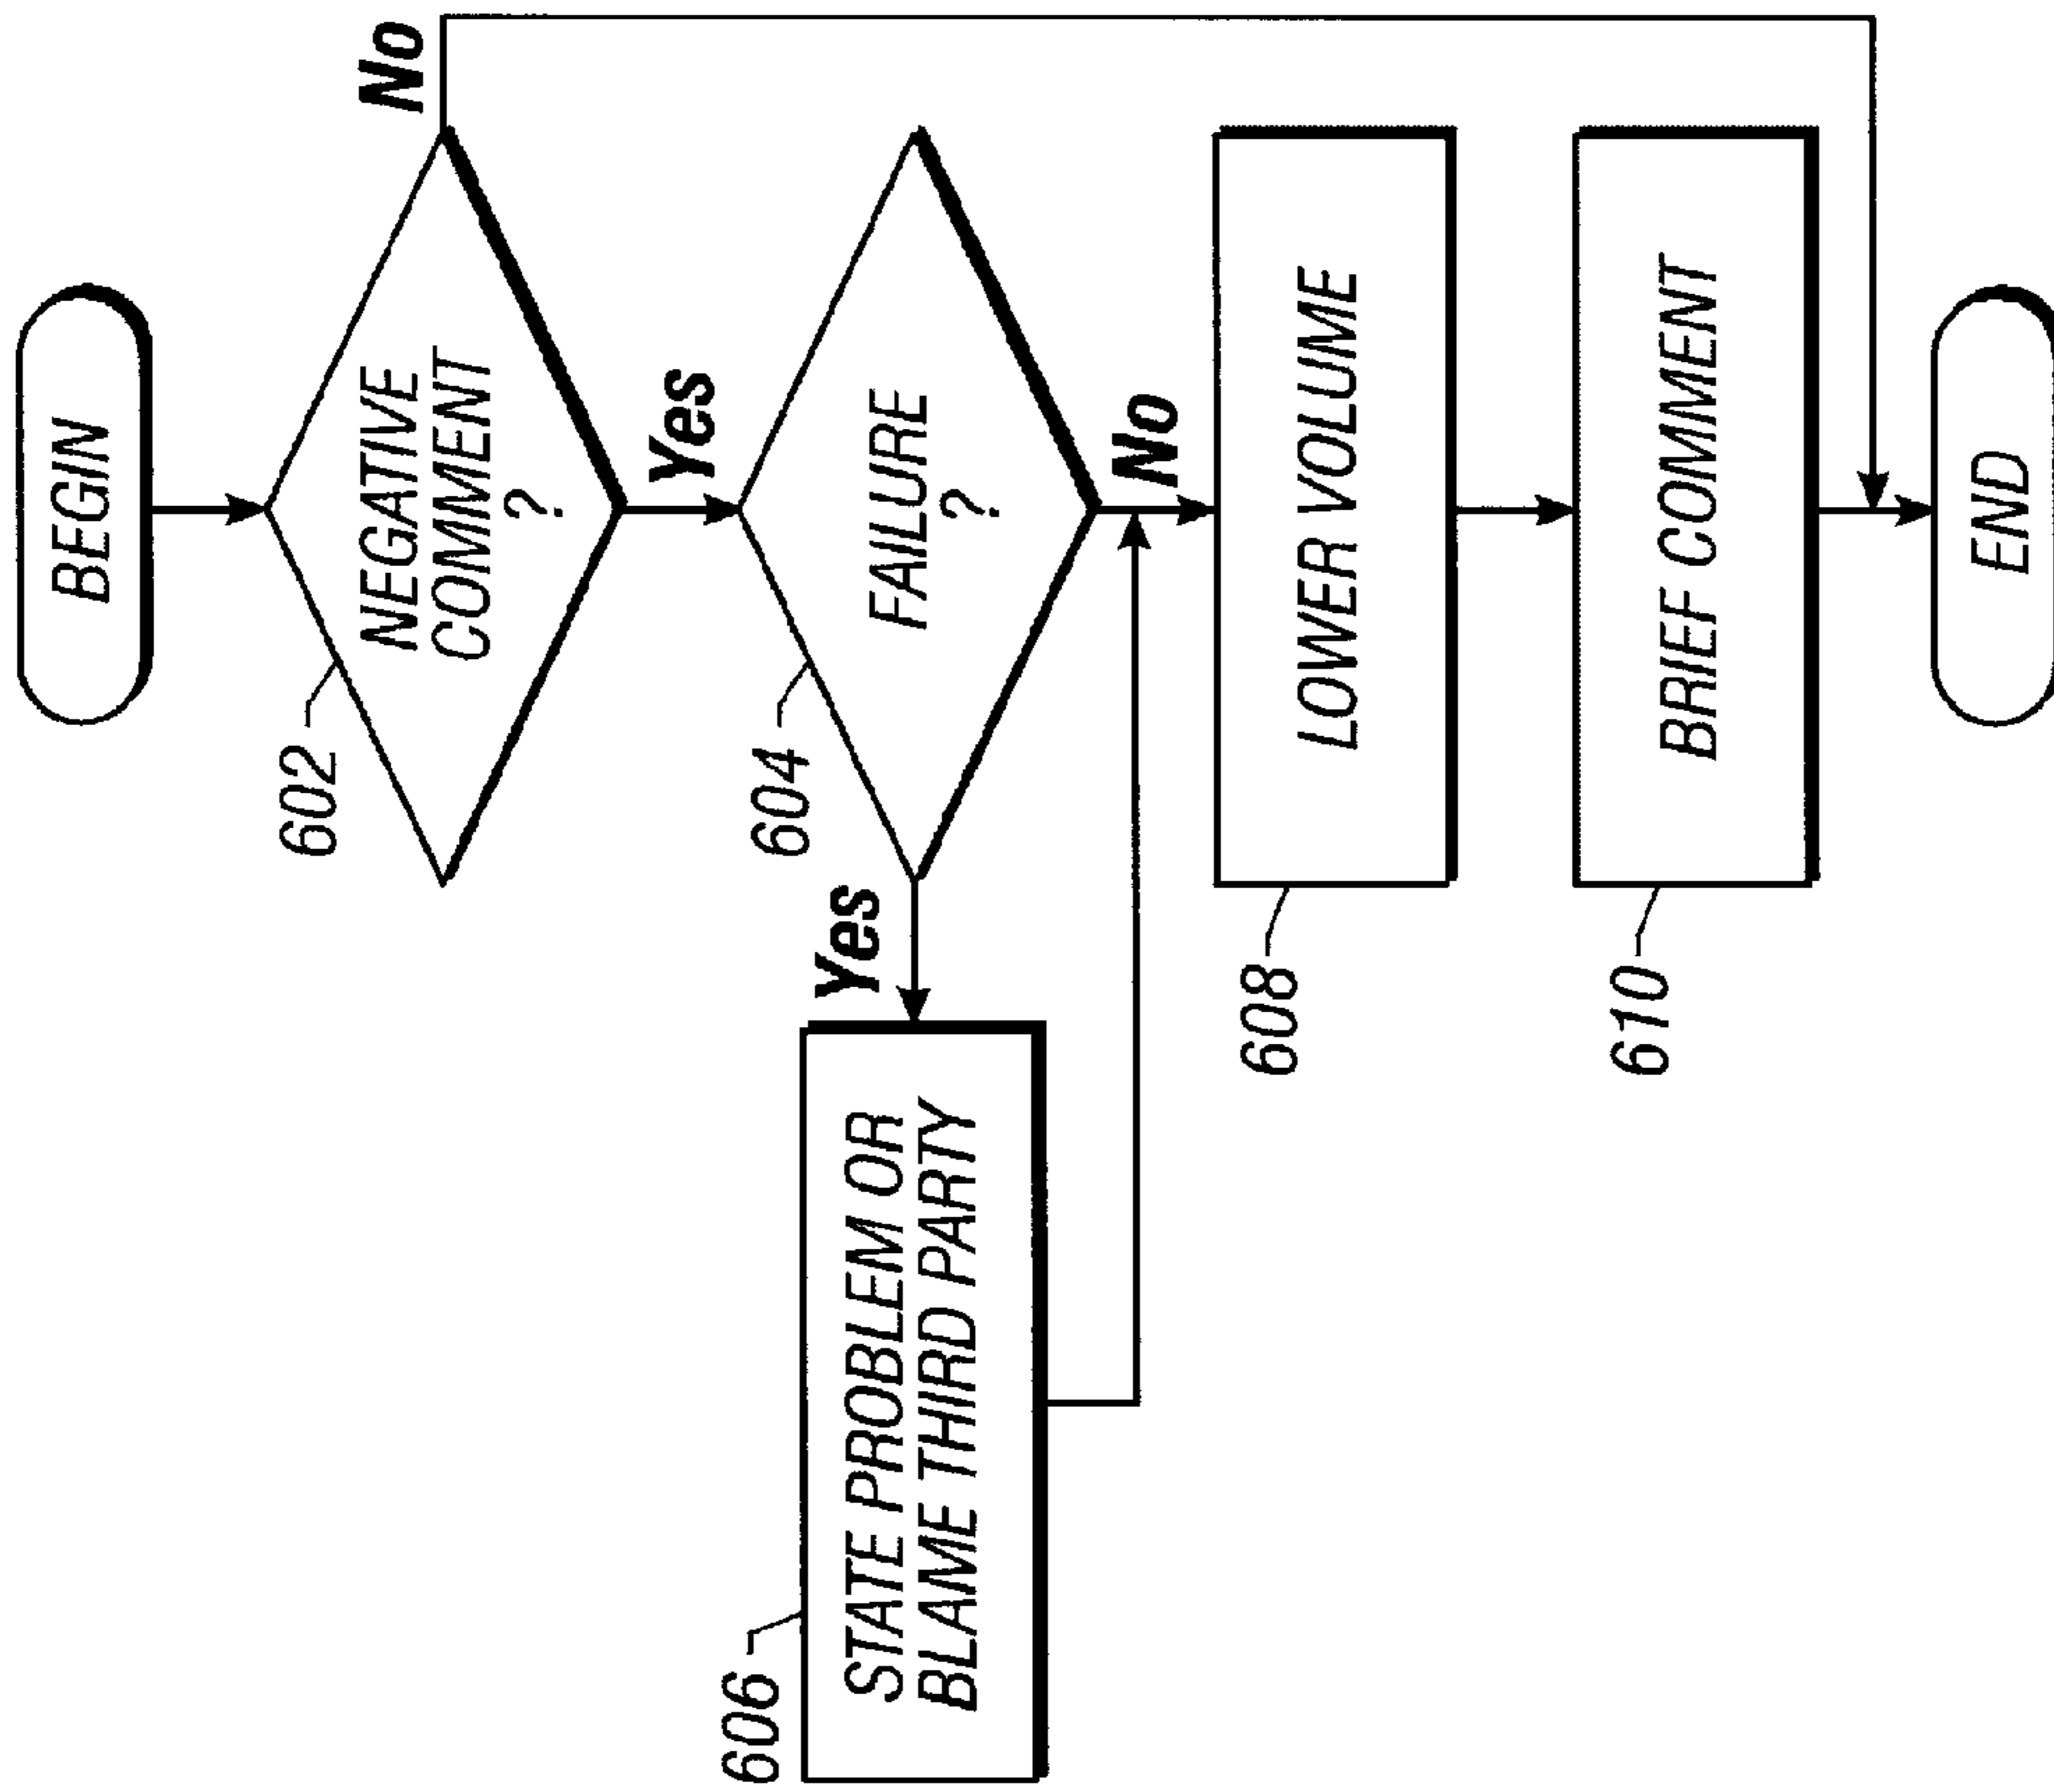 BEGIN
602
NEGATIVE
COMMENT
?
No
Yes
604
FAILURE
?
Yes
No
606
STATE PROBLEM OR
BLAME THIRD PARTY
608
LOWER VOLUME
610
BRIEF COMMENT
END